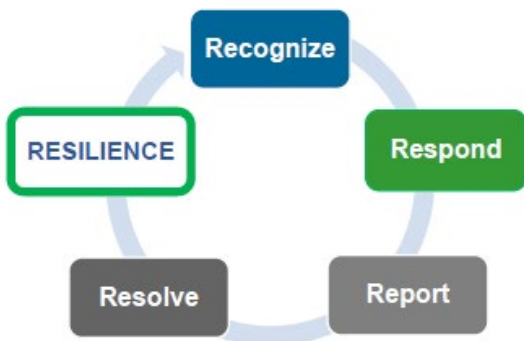 Recognize
Respond
Report
Resolve
RESILIENCE